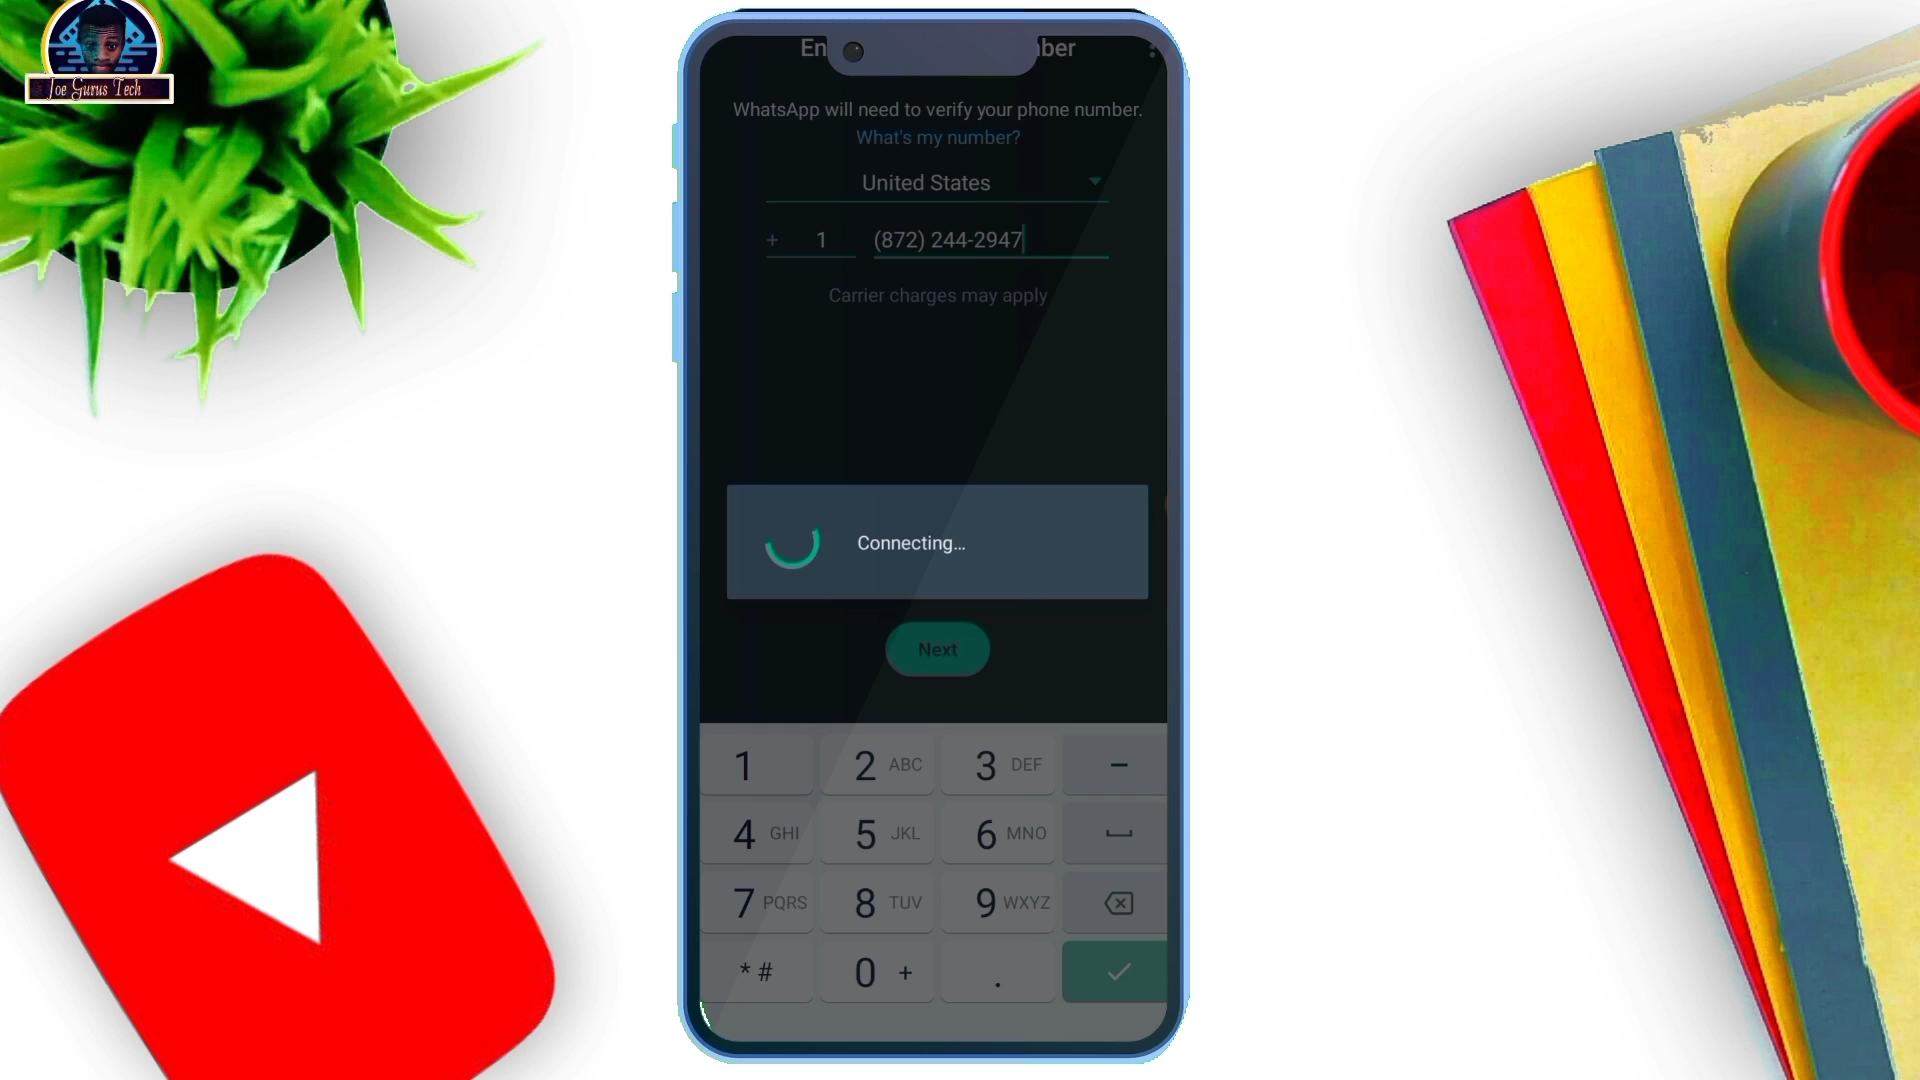 Joe Gurus Tech
WhatsApp will need to verify your phone number.
What's my number?
United States
+ 1 (872) 244-2947
Carrier charges may apply
Connecting...
Next
1 2 ABC 3 DEF –
4 GHI 5 JKL 6 MNO
7 PQRS 8 TUV 9 WXYZ
* # 0 + .